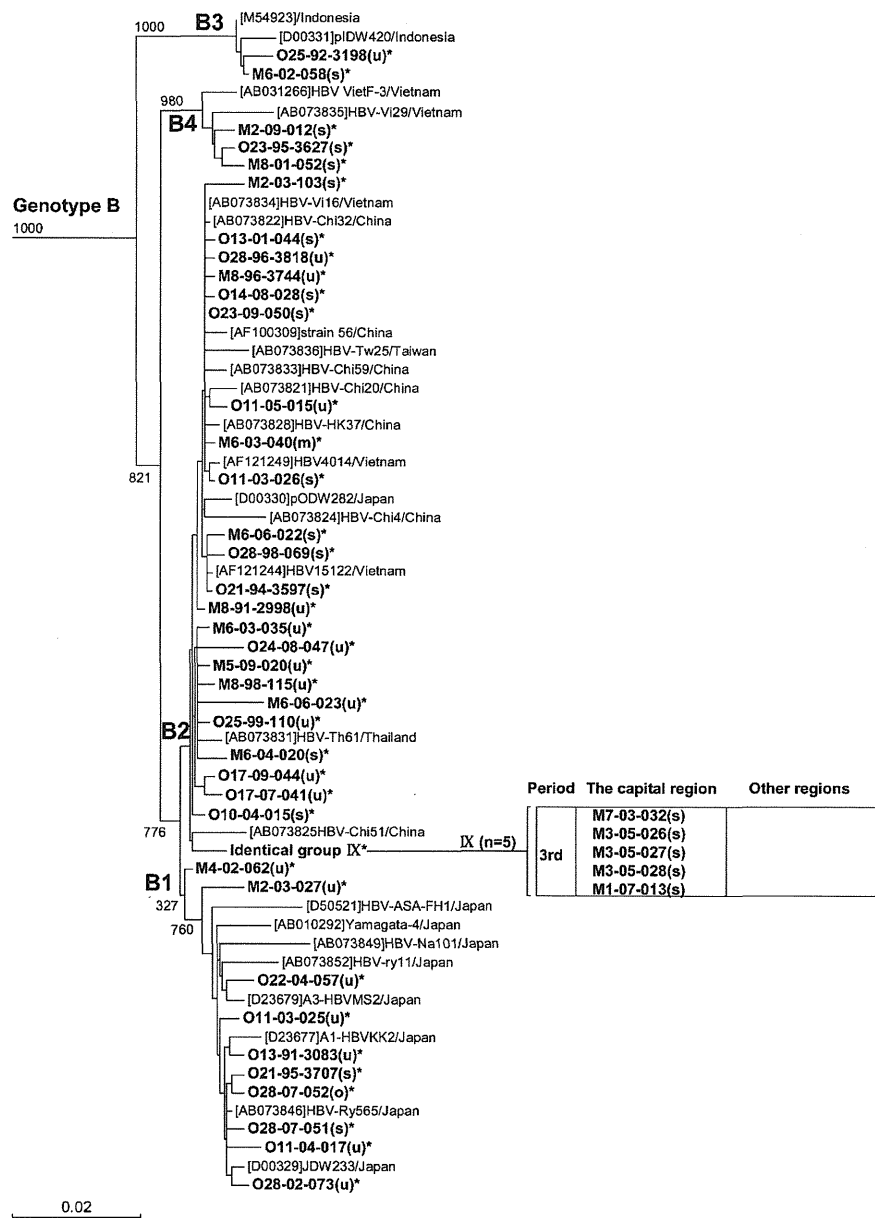 B3
1000
[M54923]/Indonesia
[D00331]pIDW420/Indonesia
O25-92-3198(u)*
M6-02-058(s)*
980
B4
[AB031266]HBV VietF-3/Vietnam
[AB073835]HBV-Vi29/Vietnam
M2-09-012(s)*
O23-95-3627(s)*
M8-01-052(s)*
M2-03-103(s)*
Genotype B
1000
[AB073834]HBV-Vi16/Vietnam
[AB073822]HBV-Chi32/China
O13-01-044(s)*
O28-96-3818(u)*
M8-96-3744(u)*
O14-08-028(s)*
O23-09-050(s)*
[AF100309]strain 56/China
[AB073836]HBV-Tw25/Taiwan
[AB073833]HBV-Chi59/China
[AB073821]HBV-Chi20/China
O11-05-015(u)*
[AB073828]HBV-HK37/China
M6-03-040(m)*
[AF121249]HBV4014/Vietnam
821
O11-03-026(s)*
[D00330]pODW282/Japan
[AB073824]HBV-Chi4/China
M6-06-022(s)*
O28-98-069(s)*
[AF121244]HBV15122/Vietnam
O21-94-3597(s)*
M8-91-2998(u)*
M6-03-035(u)*
O24-08-047(u)*
M5-09-020(u)*
M8-98-115(u)*
M6-06-023(u)*
O25-99-110(u)*
B2
[AB073831]HBV-Th61/Thailand
M6-04-020(s)*
O17-09-044(u)*
O17-07-041(u)*
O10-04-015(s)*
776
[AB073825HBV-Chi51/China
Identical group Ⅸ*
Ⅸ (n=5)
Period The capital region Other regions
3rd
M7-03-032(s)
M3-05-026(s)
M3-05-027(s)
M3-05-028(s)
M1-07-013(s)
B1
M4-02-062(u)*
M2-03-027(u)*
327
760
[D50521]HBV-ASA-FH1/Japan
[AB010292]Yamagata-4/Japan
[AB073849]HBV-Na101/Japan
[AB073852]HBV-ry11/Japan
O22-04-057(u)*
[D23679]A3-HBVMS2/Japan
O11-03-025(u)*
[D23677]A1-HBVKK2/Japan
O13-91-3083(u)*
O21-95-3707(s)*
O28-07-052(o)*
[AB073846]HBV-Ry565/Japan
O28-07-051(s)*
O11-04-017(u)*
[D00329]JDW233/Japan
O28-02-073(u)*
0.02